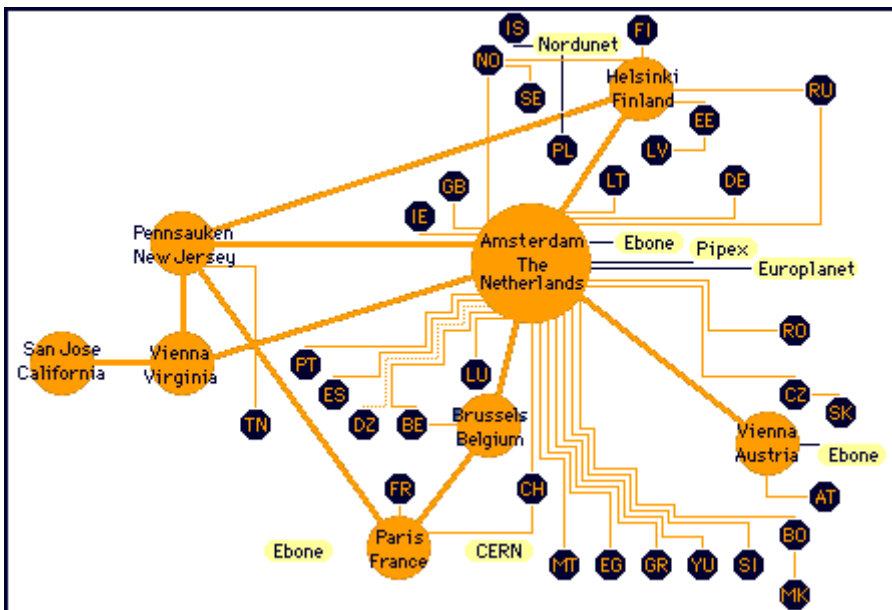 IS
FI
Nordunet
NO
Helsinki
Finland
SE
RU
EE
PL
LV
GB
LT
DE
IE
Pennsauken
New Jersey
Amsterdam
The
Netherlands
Ebone
Pipex
Europlanet
San Jose
California
Vienna
Virginia
PT
RO
ES
LU
CZ
SK
TN
DZ
BE
Brussels
Belgium
Vienna
Austria
Ebone
FR
CH
AT
Ebone
Paris
France
CERN
MT
EG
GR
YU
SI
BO
MK